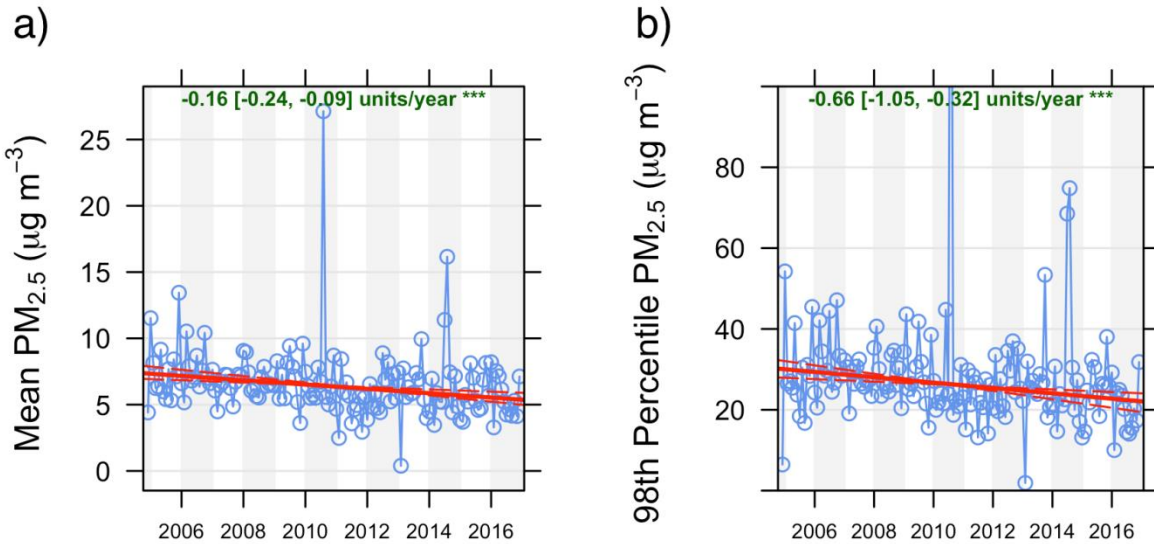 a)
-0.16 [-0.24, -0.09] units/year ***
Mean PM₂.₅ (μg m⁻³)
25
20
15
10
5
0
2006 2008 2010 2012 2014 2016
b)
-0.66 [-1.05, -0.32] units/year ***
98th Percentile PM₂.₅ (μg m⁻³)
80
60
40
20
2006 2008 2010 2012 2014 2016